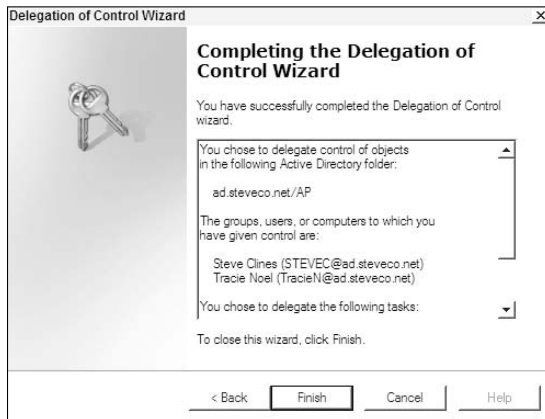 Delegation of Control Wizard
Completing the Delegation of
Control Wizard
You have successfully completed the Delegation of Control
wizard.
You chose to delegate control of objects
in the following Active Directory folder:
ad.steveco.net/AP
The groups, users, or computers to which you
have given control are:
Steve Clines (STEVEC@ad.steveco.net)
Tracie Noel (TracieN@ad.steveco.net)
You chose to delegate the following tasks:
To close this wizard, click Finish.
< Back
Finish
Cancel
Help